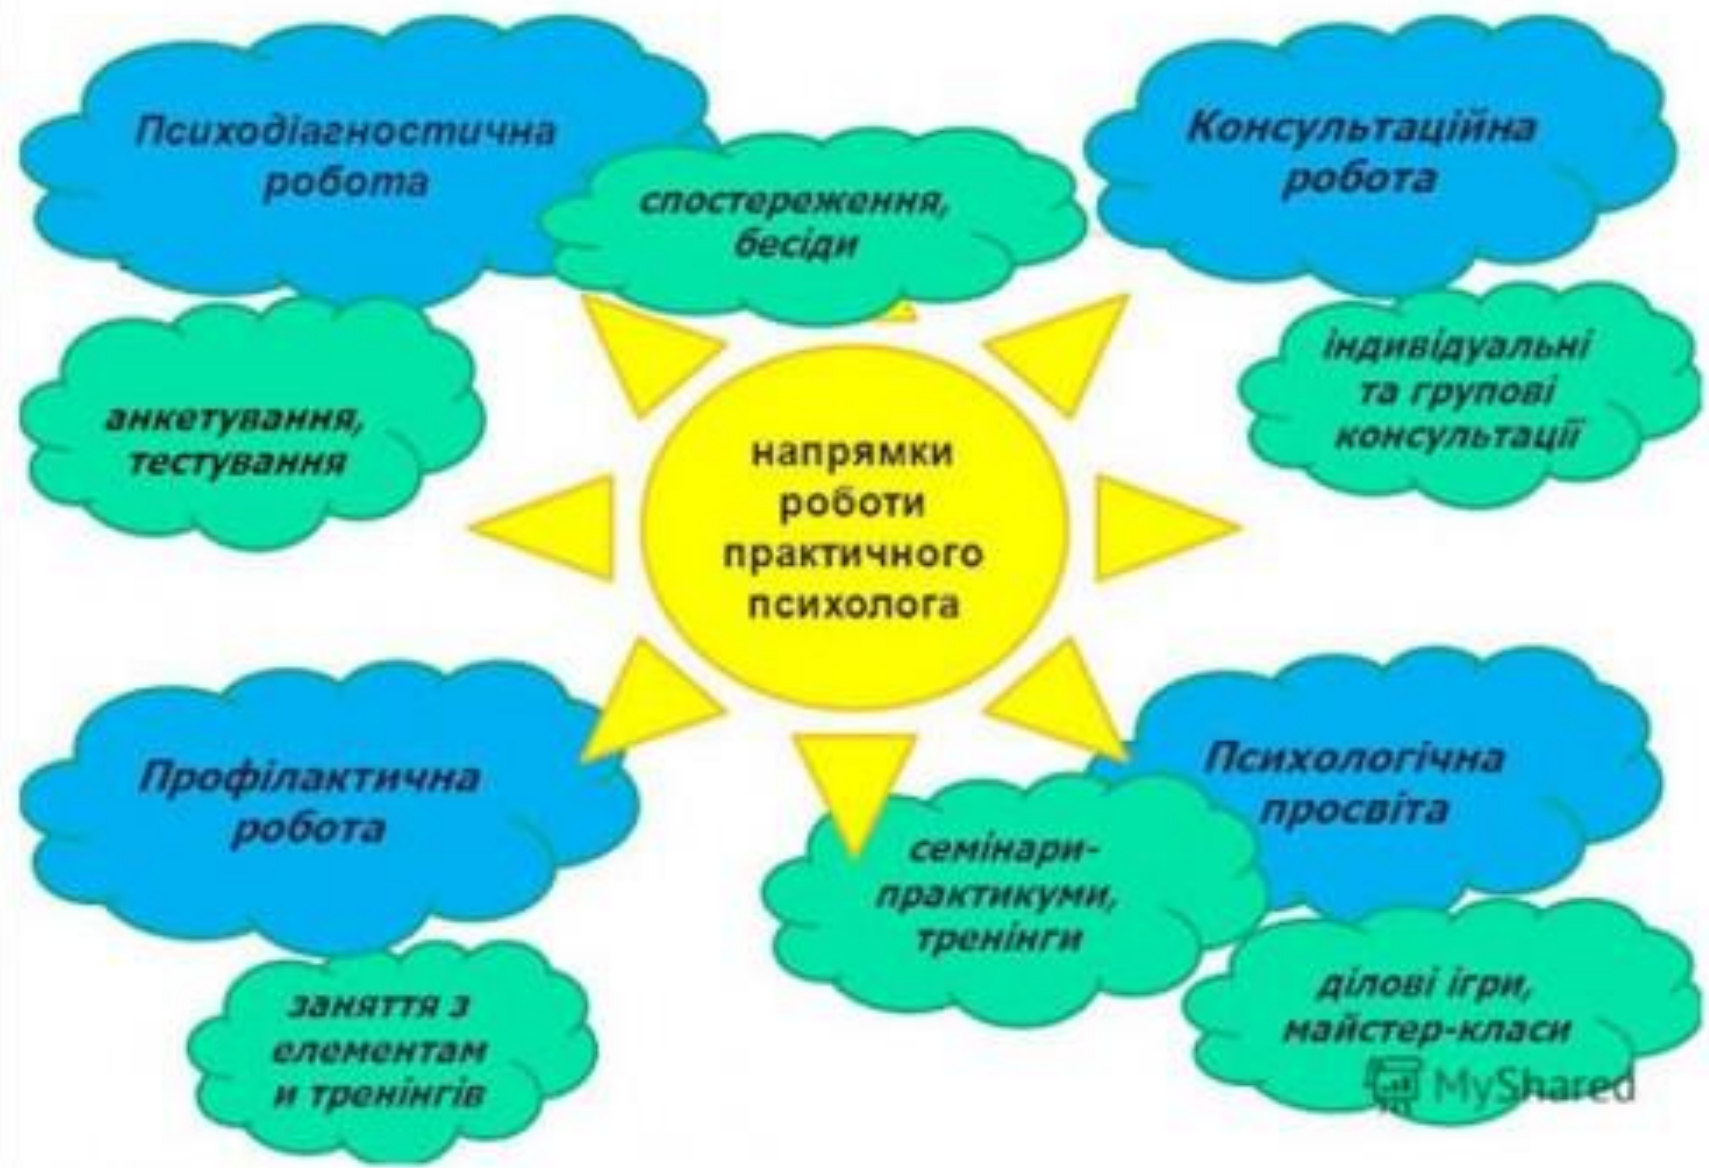 Психодіагностична
робота
спостереження,
бесіди
анкетування,
тестування
Консультаційна
робота
індивідуальні
та групові
консультації
напрямки
роботи
практичного
психолога
Профілактична
робота
заняття з
елементам
и тренінгів
Психологічна
просвіта
семінари-
практикуми,
тренінги
ділові ігри,
майстер-класи
MyShared